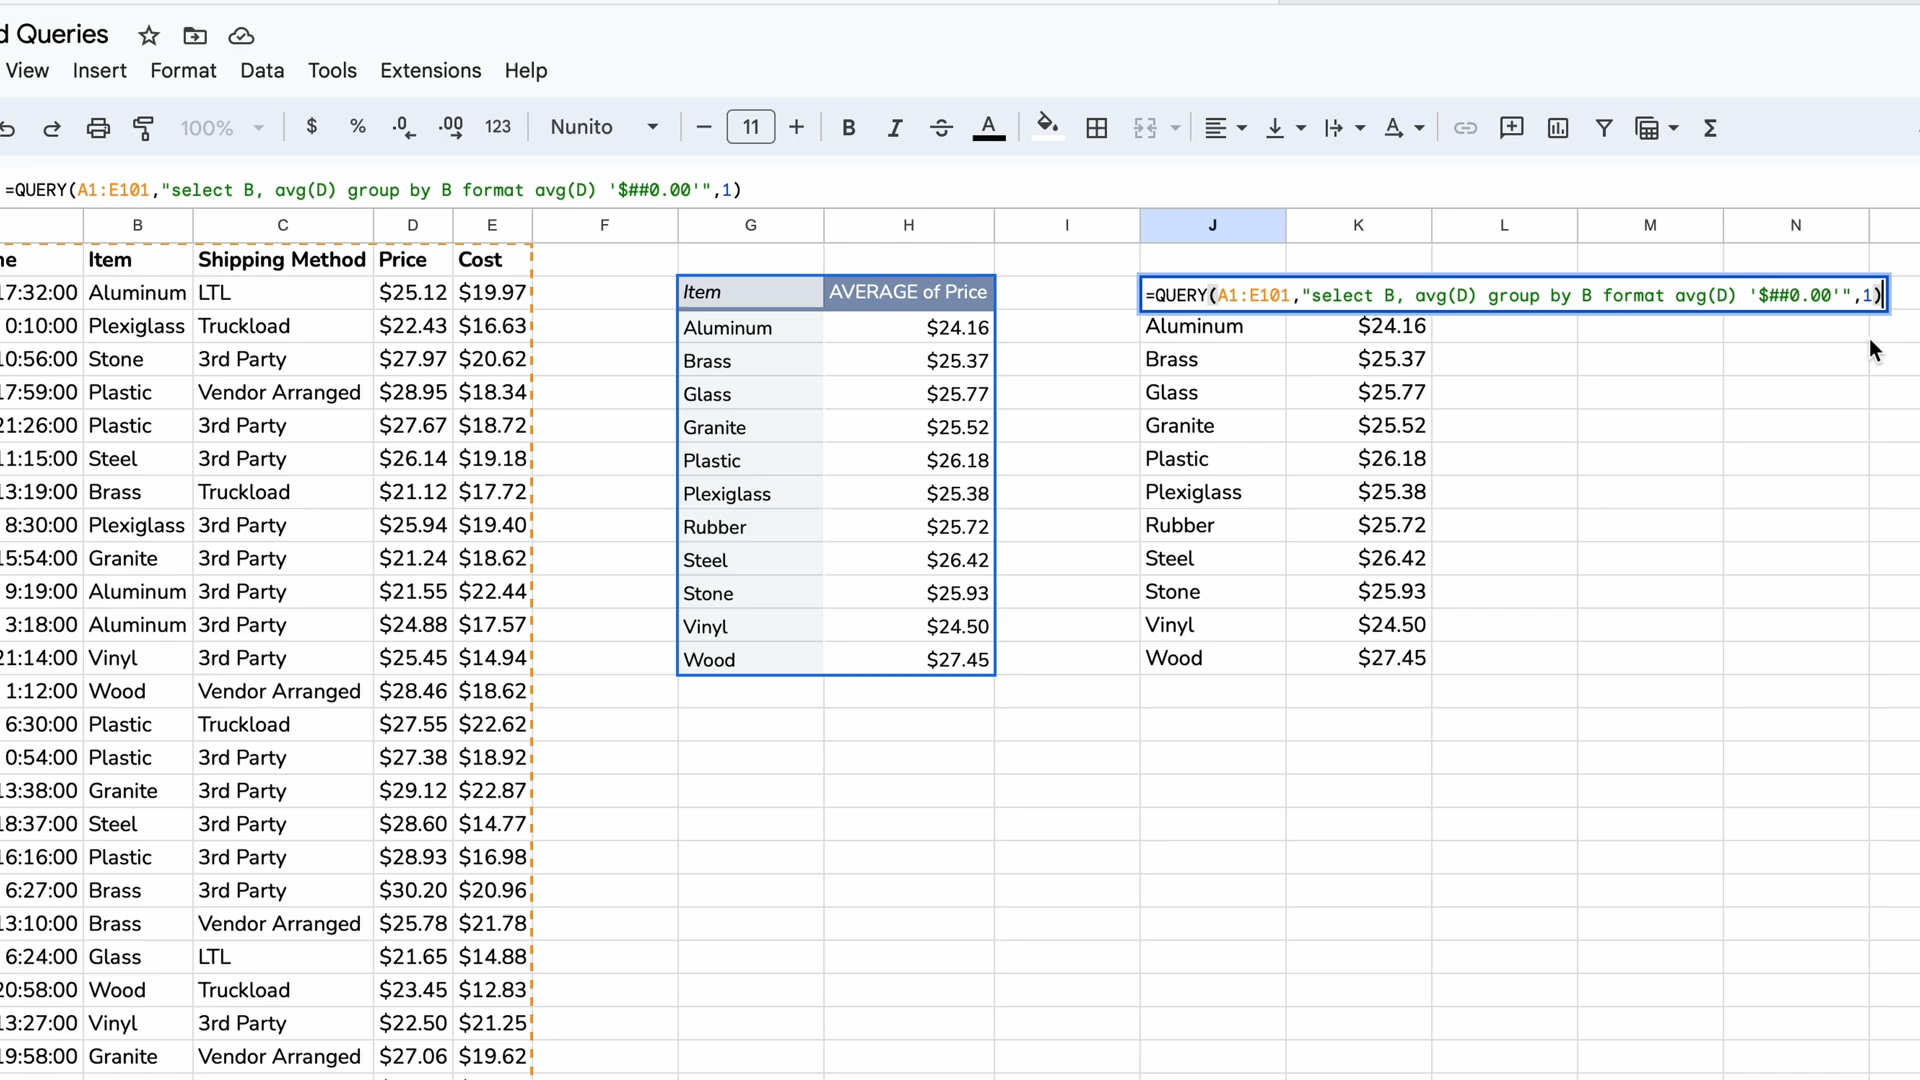 d Queries
View Insert Format Data Tools Extensions Help
100% $ % .0 .00 123 Nunito 11 B I S A Σ
=QUERY(A1:E101,"select B, avg(D) group by B format avg(D) '$##0.00'",1)
B C D E F G H I J K L M N
ne Item Shipping Method Price Cost
17:32:00 Aluminum LTL $25.12 $19.97 Item AVERAGE of Price =QUERY(A1:E101,"select B, avg(D) group by B format avg(D) '$##0.00'",1)
0:10:00 Plexiglass Truckload $22.43 $16.63 Aluminum $24.16 Aluminum $24.16
10:56:00 Stone 3rd Party $27.97 $20.62 Brass $25.37 Brass $25.37
17:59:00 Plastic Vendor Arranged $28.95 $18.34 Glass $25.77 Glass $25.77
21:26:00 Plastic 3rd Party $27.67 $18.72 Granite $25.52 Granite $25.52
11:15:00 Steel 3rd Party $26.14 $19.18 Plastic $26.18 Plastic $26.18
13:19:00 Brass Truckload $21.12 $17.72 Plexiglass $25.38 Plexiglass $25.38
8:30:00 Plexiglass 3rd Party $25.94 $19.40 Rubber $25.72 Rubber $25.72
15:54:00 Granite 3rd Party $21.24 $18.62 Steel $26.42 Steel $26.42
9:19:00 Aluminum 3rd Party $21.55 $22.44 Stone $25.93 Stone $25.93
3:18:00 Aluminum 3rd Party $24.88 $17.57 Vinyl $24.50 Vinyl $24.50
21:14:00 Vinyl 3rd Party $25.45 $14.94 Wood $27.45 Wood $27.45
1:12:00 Wood Vendor Arranged $28.46 $18.62
6:30:00 Plastic Truckload $27.55 $22.62
0:54:00 Plastic 3rd Party $27.38 $18.92
13:38:00 Granite 3rd Party $29.12 $22.87
18:37:00 Steel 3rd Party $28.60 $14.77
16:16:00 Plastic 3rd Party $28.93 $16.98
6:27:00 Brass 3rd Party $30.20 $20.96
13:10:00 Brass Vendor Arranged $25.78 $21.78
6:24:00 Glass LTL $21.65 $14.88
20:58:00 Wood Truckload $23.45 $12.83
13:27:00 Vinyl 3rd Party $22.50 $21.25
19:58:00 Granite Vendor Arranged $27.06 $19.62